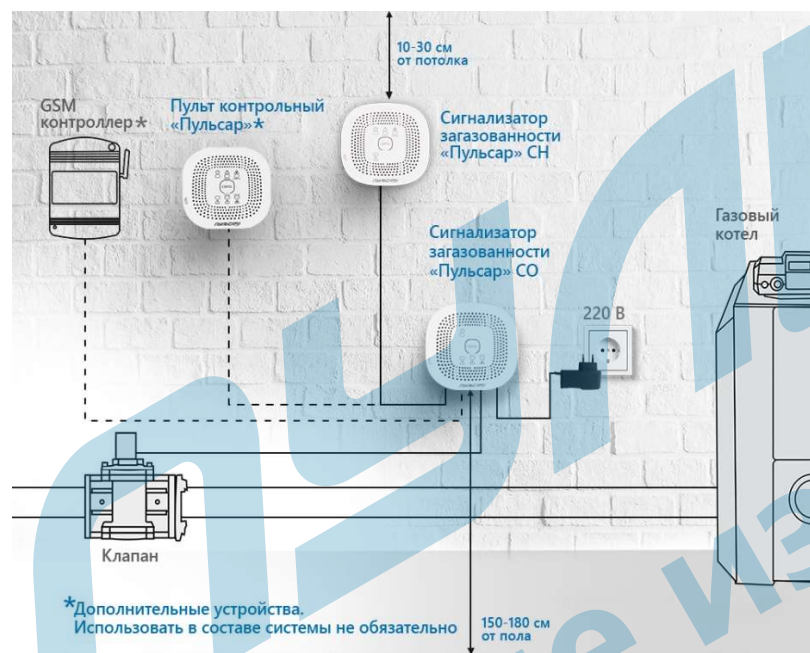 10-30 см
от потолка
GSM
контроллер*
Пульт контрольный
«Пульсар»*
Сигнализатор
загазованности
«Пульсар» СН
Сигнализатор
загазованности
«Пульсар» СО
220 В
Газовый
котел
Клапан
*Дополнительные устройства.
Использовать в составе системы не обязательно
150-180 см
от пола